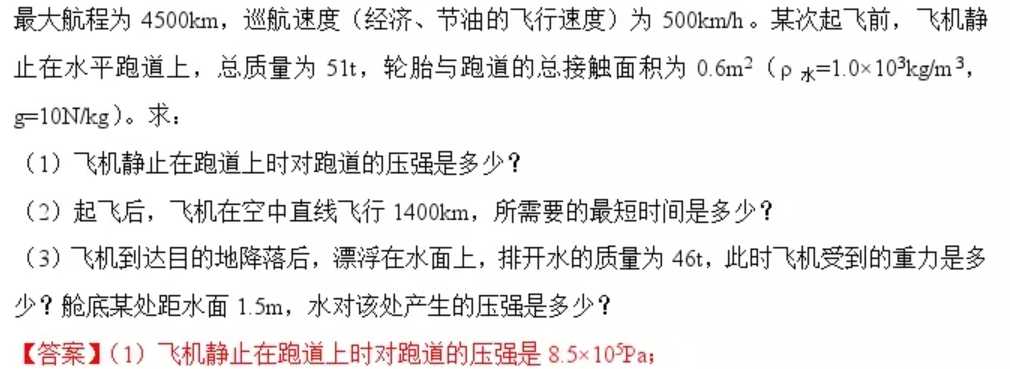 最大航程为 4500km，巡航速度（经济、节油的飞行速度）为 500km/h。某次起飞前，飞机静
止在水平跑道上，总质量为 51t，轮胎与跑道的总接触面积为 0.6m²（ρ水=1.0×10³kg/m³，
g=10N/kg）。求：
（1）飞机静止在跑道上时对跑道的压强是多少？
（2）起飞后，飞机在空中直线飞行 1400km，所需要的最短时间是多少？
（3）飞机到达目的地降落后，漂浮在水面上，排开水的质量为 46t，此时飞机受到的重力是多
少？舱底某处距水面 1.5m，水对该处产生的压强是多少？
【答案】（1）飞机静止在跑道上时对跑道的压强是 8.5×10⁵Pa；